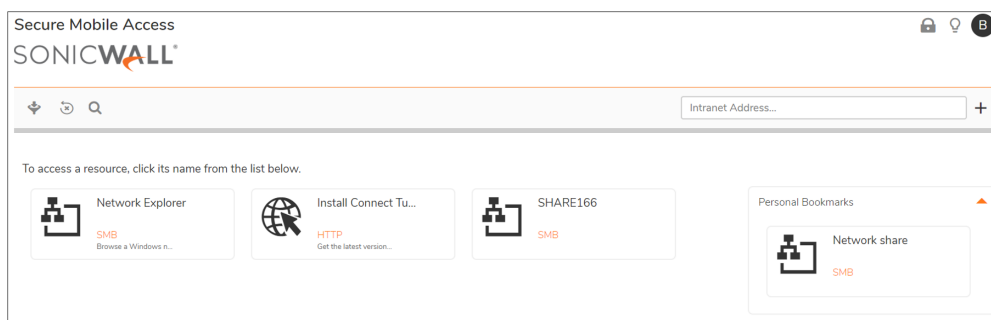 Secure Mobile Access
B
SONICWALL®
Intranet Address...
To access a resource, click its name from the list below.
Network Explorer
SMB
Browse a Windows n...
Install Connect Tu...
HTTP
Get the latest version...
SHARE166
SMB
Personal Bookmarks
Network share
SMB